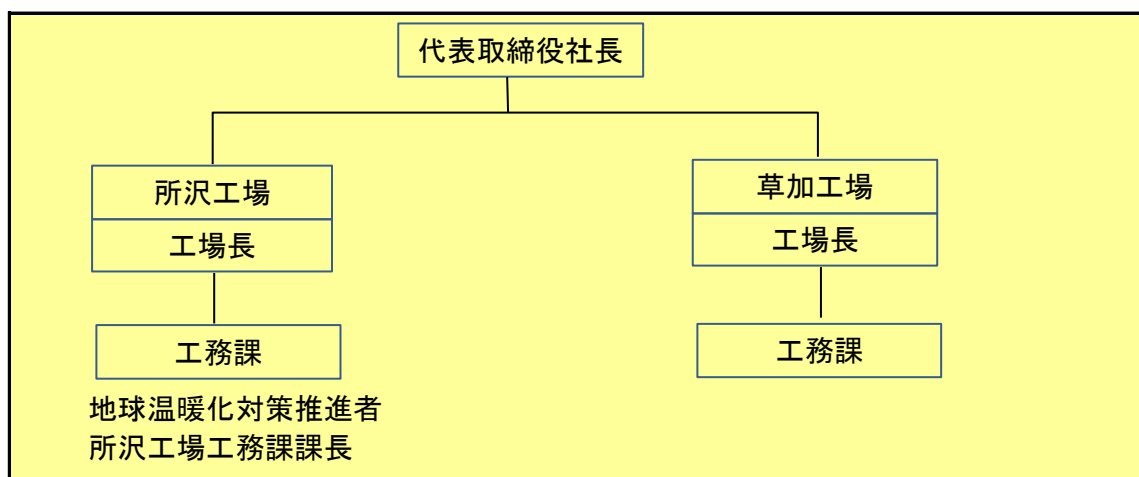 代表取締役社長
所沢工場
工場長
工務課
地球温暖化対策推進者
所沢工場工務課課長
草加工場
工場長
工務課